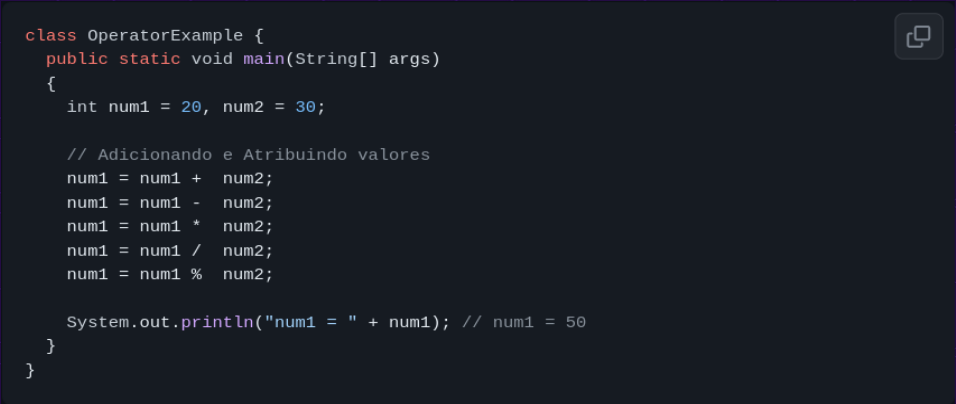 class OperatorExample {
  public static void main(String[] args)
  {
    int num1 = 20, num2 = 30;

    // Adicionando e Atribuindo valores
    num1 = num1 +  num2;
    num1 = num1 -  num2;
    num1 = num1 *  num2;
    num1 = num1 /  num2;
    num1 = num1 %  num2;

    System.out.println("num1 = " + num1); // num1 = 50
  }
}